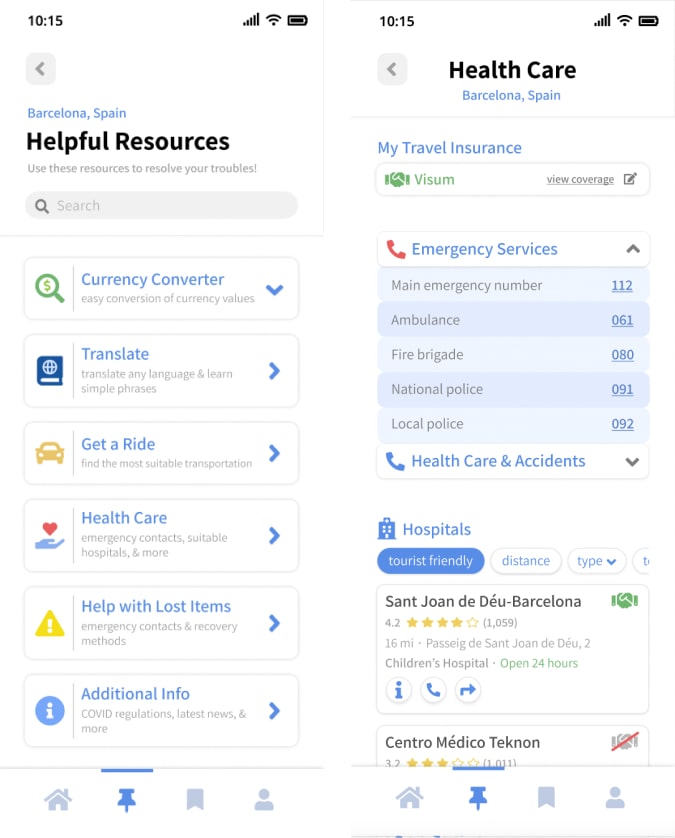 10:15
Barcelona, Spain
Helpful Resources
Use these resources to resolve your troubles!
Search
Currency Converter
easy conversion of currency values
Translate
translate any language & learn
simple phrases
Get a Ride
find the most suitable transportation
Health Care
emergency contacts, suitable
hospitals, & more
Help with Lost Items
emergency contacts & recovery
methods
Additional Info
COVID regulations, latest news, &
more
10:15
Health Care
Barcelona, Spain
My Travel Insurance
Visum view coverage
Emergency Services
Main emergency number 112
Ambulance 061
Fire brigade 080
National police 091
Local police 092
Health Care & Accidents
Hospitals
tourist friendly distance type
Sant Joan de Déu-Barcelona
4.2 (1,059)
16 mi · Passeig de Sant Joan de Déu, 2
Children's Hospital · Open 24 hours
Centro Médico Teknon
3.2 (1,011)